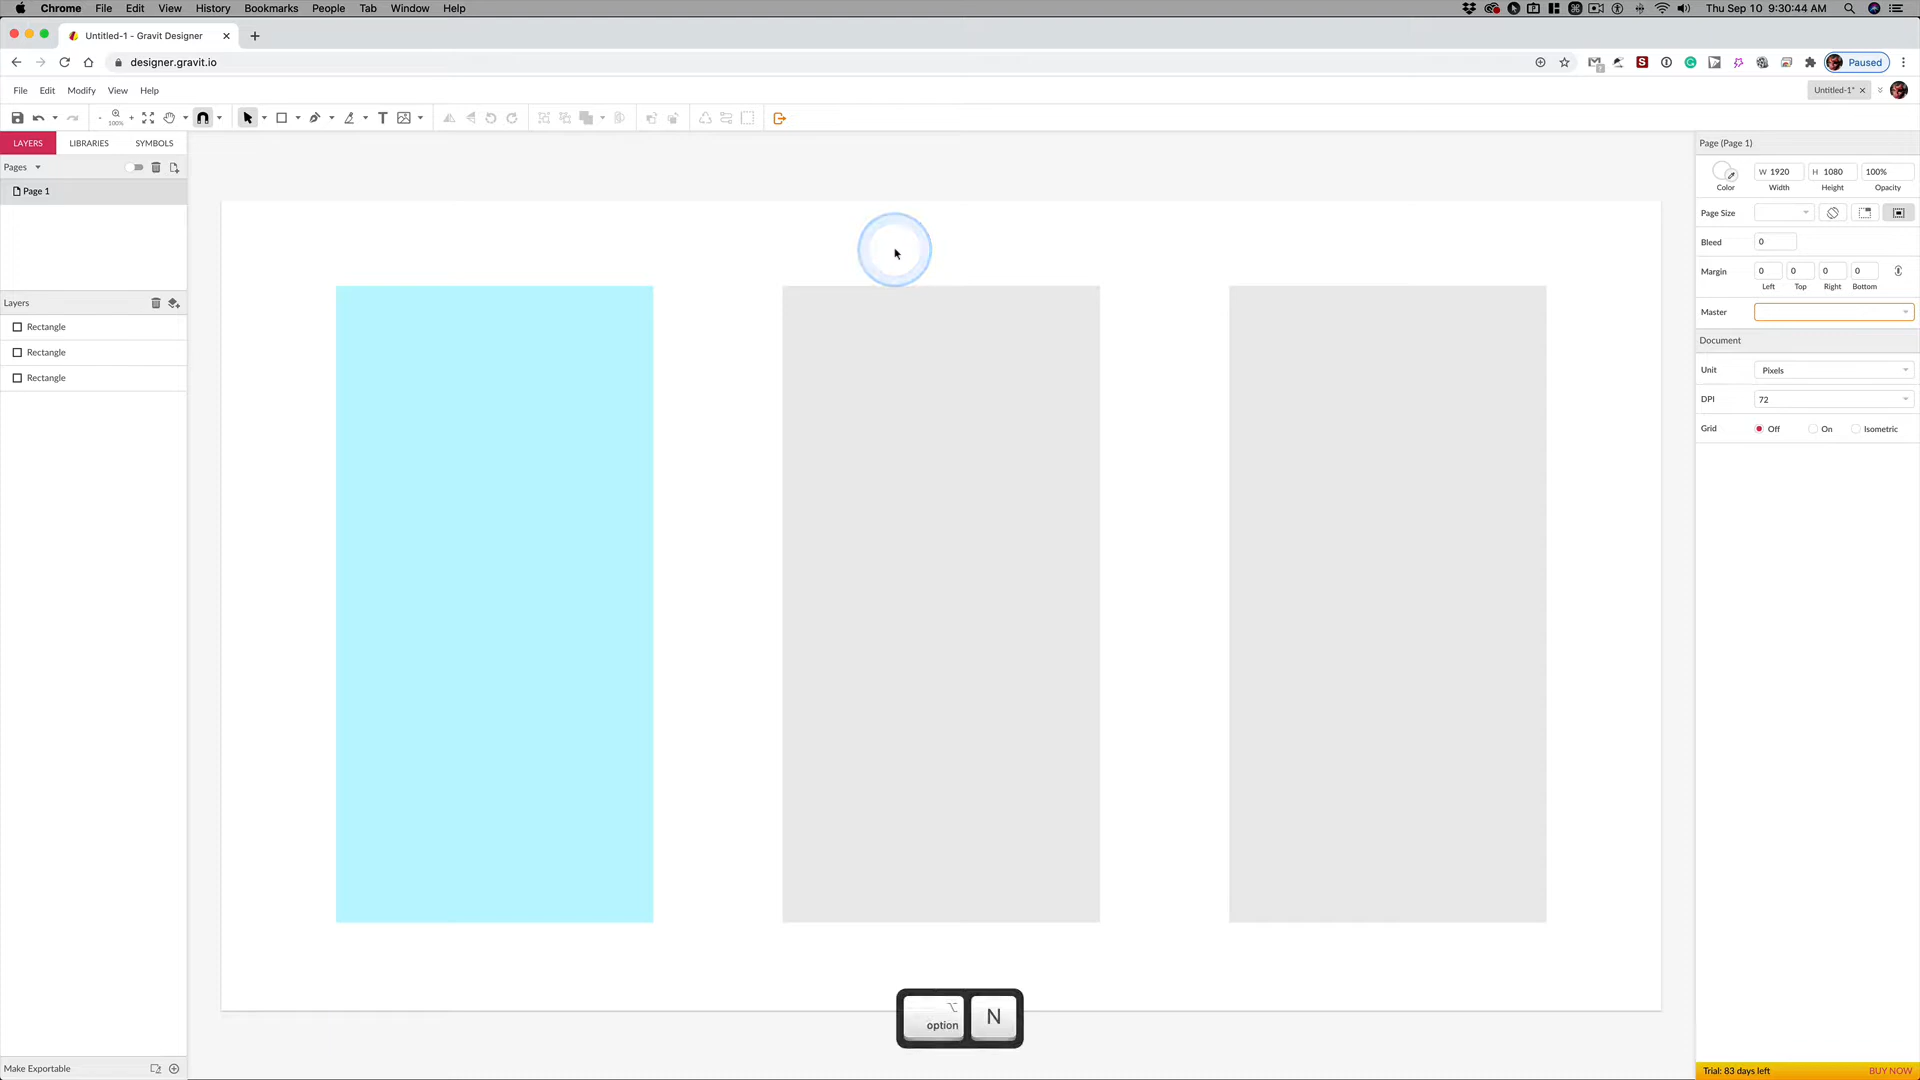 Chrome File Edit View History Bookmarks People Tab Window Help Thu Sep 10 9:30:44 AM
Untitled-1 - Gravit Designer
designer.gravit.io Paused
File Edit Modify View Help Untitled-1*
100%
LAYERS LIBRARIES SYMBOLS
Pages
Page 1
Layers
Rectangle
Rectangle
Rectangle
Make Exportable
option N
Page (Page 1)
W 1920 H 1080 100%
Color Width Height Opacity
Page Size
Bleed 0
Margin 0 0 0 0
Left Top Right Bottom
Master
Document
Unit Pixels
DPI 72
Grid Off On Isometric
Trial: 83 days left BUY NOW